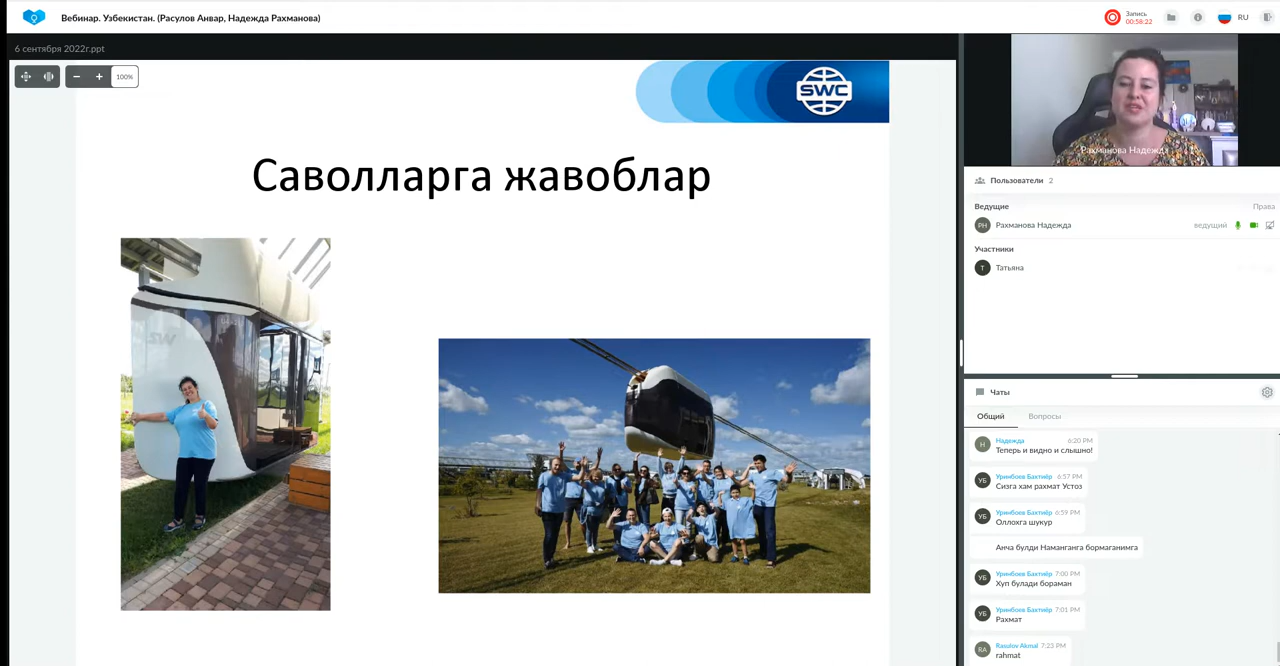 Вебинар. Узбекистан. (Расулов Анвар, Надежда Рахманова)
Запись
00:58:22
RU
6 сентября 2022г.ppt
100%
SWC
Саволларга жавоблар
Рахманова Надежда
Пользователи 2
Ведущие Права
РН Рахманова Надежда ведущий
Участники
Т Татьяна
Чаты
Общий Вопросы
Н Надежда 6:20 PM
Теперь и видно и слышно!
УБ Уринбоев Бахтиёр 6:57 PM
Сизга хам рахмат Устоз
УБ Уринбоев Бахтиёр 6:59 PM
Оллохга шукур
Анча булди Наманганга бормаганимга
УБ Уринбоев Бахтиёр 7:00 PM
Хуп булади бораман
УБ Уринбоев Бахтиёр 7:01 PM
Рахмат
RA Rasulov Akmal 7:25 PM
rahmat